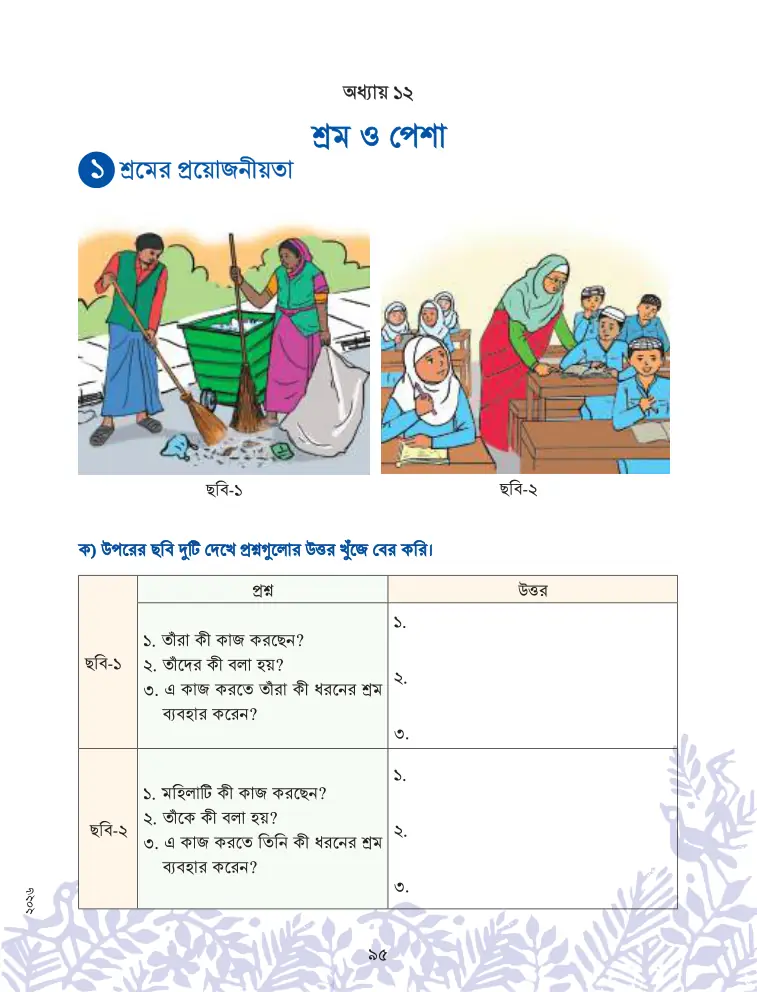 অধ্যায় ১২
শ্রম ও পেশা
১ শ্রমের প্রয়োজনীয়তা
ছবি-১
ছবি-২
ক) উপরের ছবি দুটি দেখে প্রশ্নগুলোর উত্তর খুঁজে বের করি।
প্রশ্ন
উত্তর
ছবি-১
১. তাঁরা কী কাজ করছেন?
২. তাঁদের কী বলা হয়?
৩. এ কাজ করতে তাঁরা কী ধরনের শ্রম
ব্যবহার করেন?
১.
২.
৩.
ছবি-২
১. মহিলাটি কী কাজ করছেন?
২. তাঁকে কী বলা হয়?
৩. এ কাজ করতে তিনি কী ধরনের শ্রম
ব্যবহার করেন?
১.
২.
৩.
২০২৬
৯৫